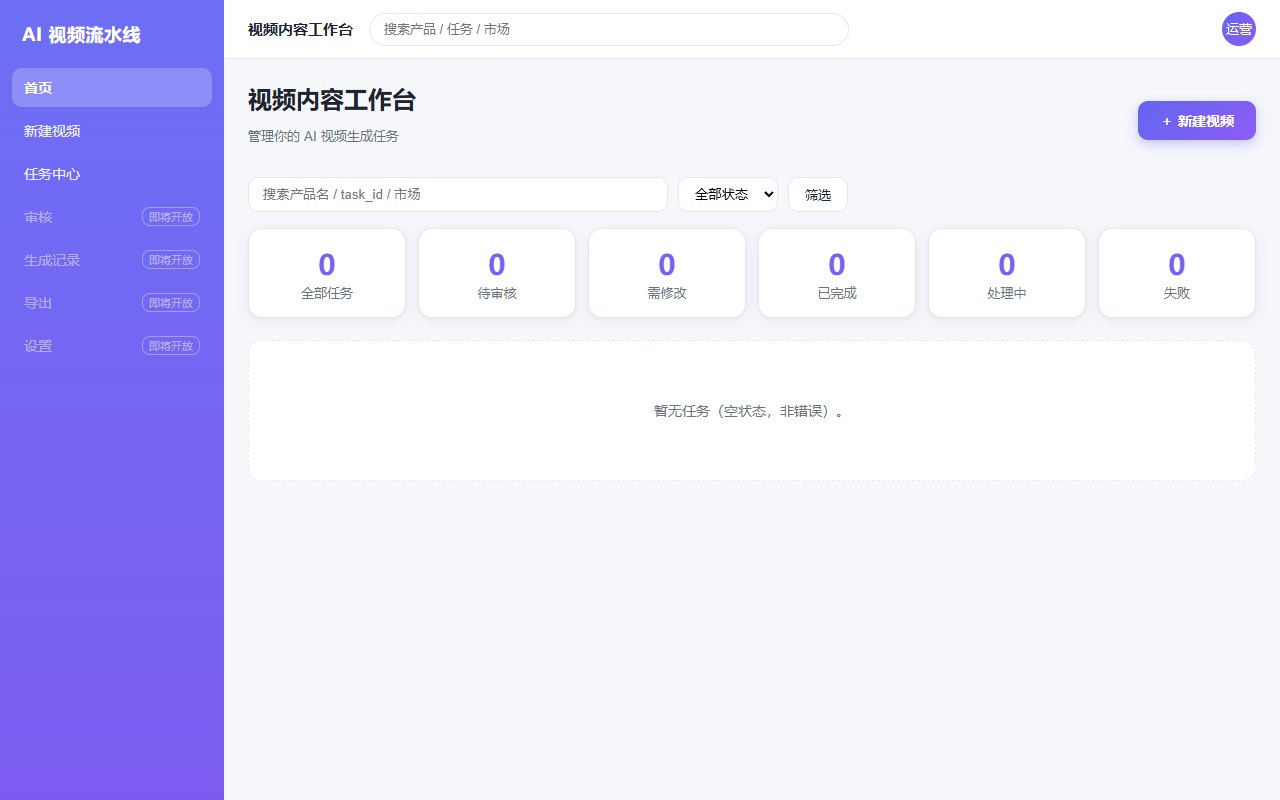 AI 视频流水线
首页
新建视频
任务中心
审核 即将开放
生成记录 即将开放
导出 即将开放
设置 即将开放
视频内容工作台 搜索产品 / 任务 / 市场 运营
视频内容工作台
管理你的 AI 视频生成任务
+ 新建视频
搜索产品名 / task_id / 市场 全部状态 筛选
0 0 0 0 0 0
全部任务 待审核 需修改 已完成 处理中 失败
暂无任务（空状态，非错误）。